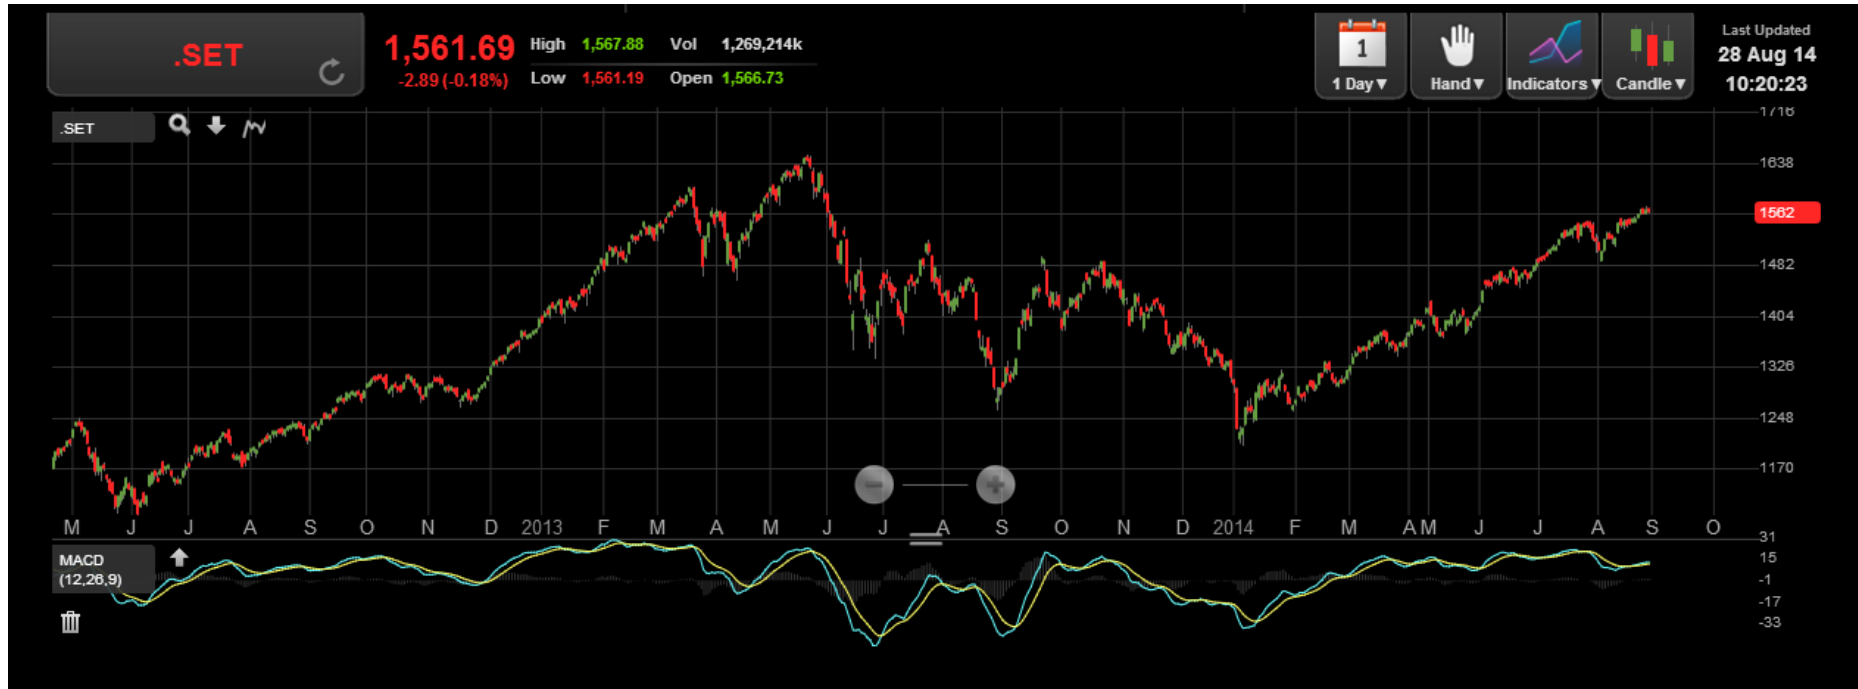 .SET
1,561.69
-2.89 (-0.18%)
High 1,567.88 Vol 1,269,214k
Low 1,561.19 Open 1,566.73
1
1 Day ▼
Hand ▼
Indicators ▼
Candle ▼
Last Updated
28 Aug 14
10:20:23
.SET
1716
1638
1562
1482
1404
1326
1248
1170
M J J A S O N D 2013 F M A M J J A S O N D 2014 F M A M J J A S O
MACD
(12,26,9)
31
15
-1
-17
-33